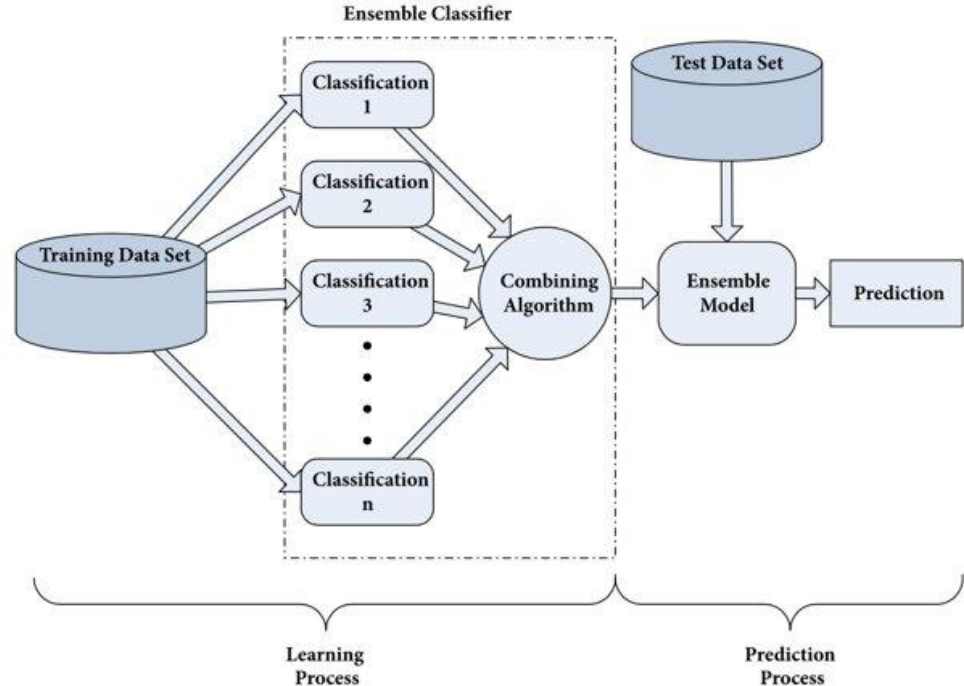 Ensemble Classifier
Training Data Set
Classification
1
Classification
2
Classification
3
Classification
n
Combining
Algorithm
Test Data Set
Ensemble
Model
Prediction
Learning
Process
Prediction
Process